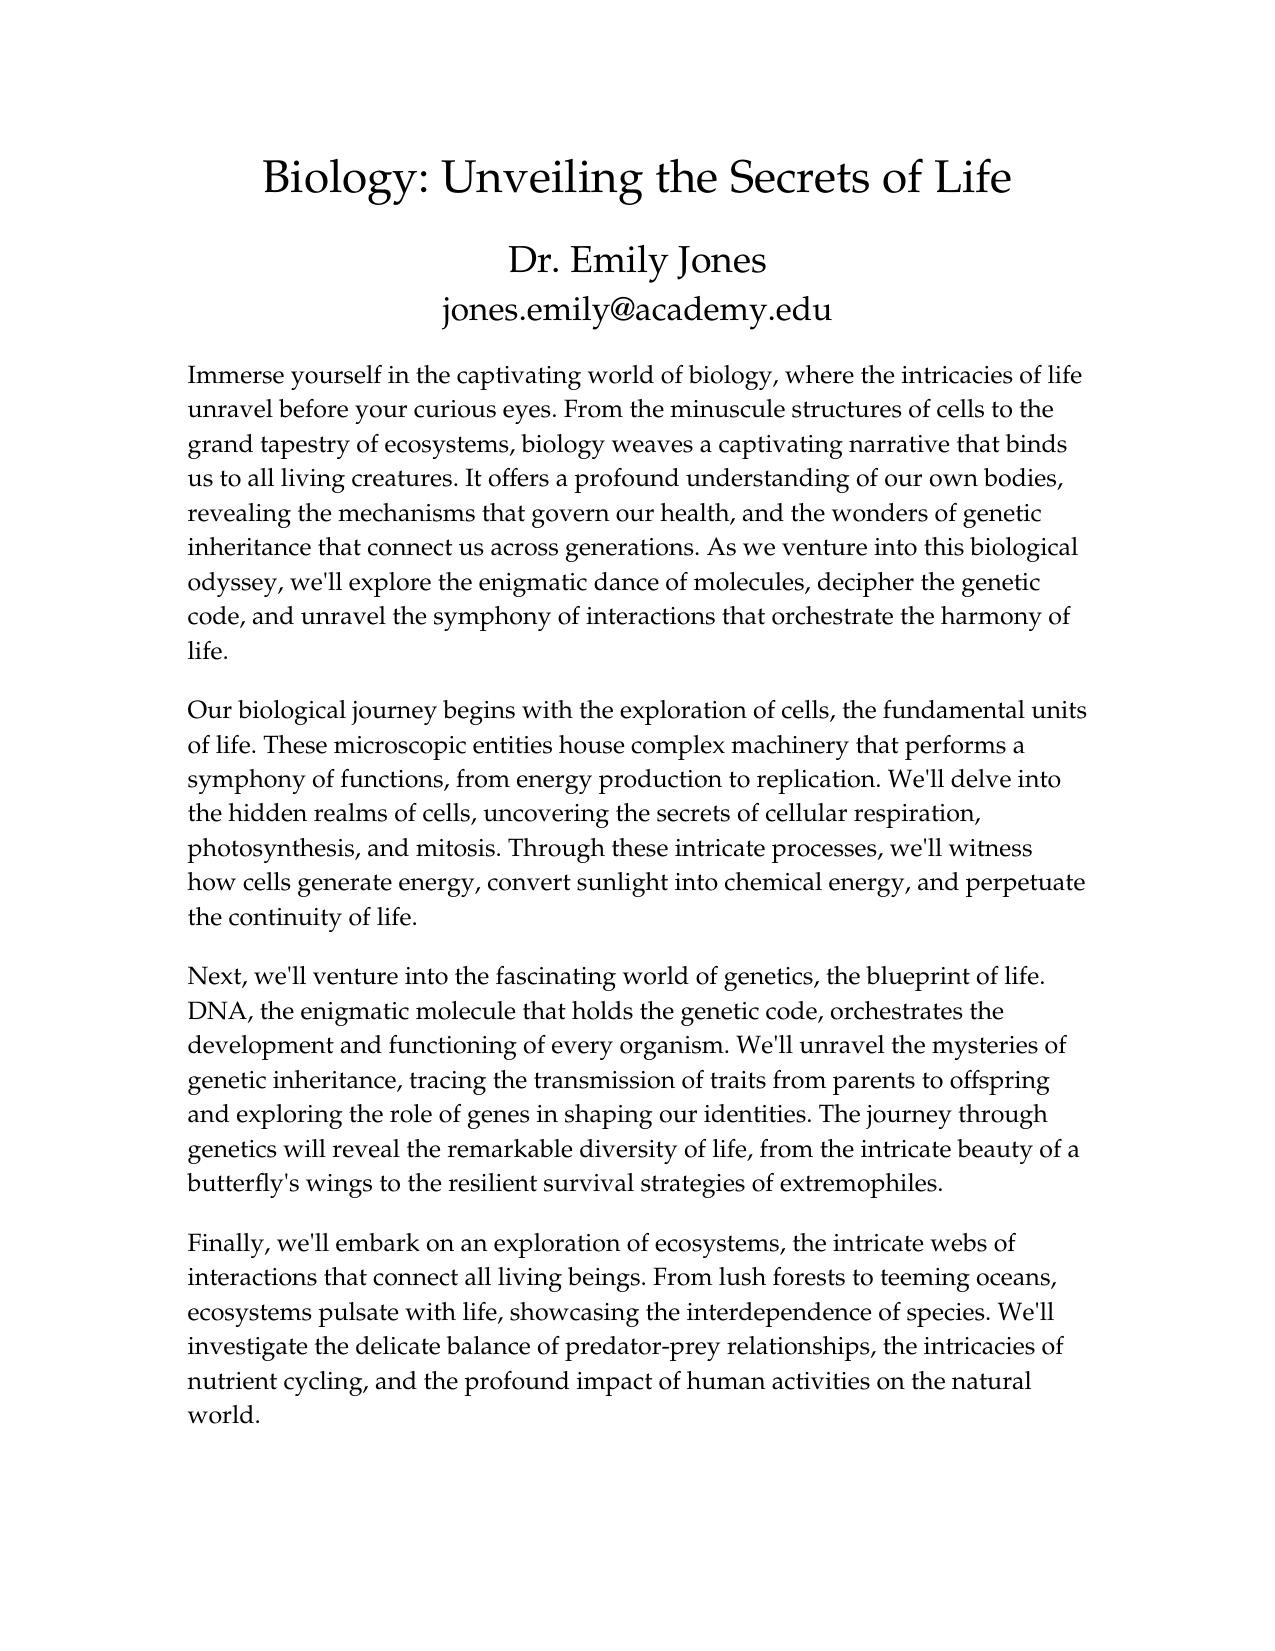 Biology: Unveiling the Secrets of Life
Dr. Emily Jones
jones.emily@academy.edu
Immerse yourself in the captivating world of biology, where the intricacies of life
unravel before your curious eyes. From the minuscule structures of cells to the
grand tapestry of ecosystems, biology weaves a captivating narrative that binds
us to all living creatures. It offers a profound understanding of our own bodies,
revealing the mechanisms that govern our health, and the wonders of genetic
inheritance that connect us across generations. As we venture into this biological
odyssey, we'll explore the enigmatic dance of molecules, decipher the genetic
code, and unravel the symphony of interactions that orchestrate the harmony of
life.
Our biological journey begins with the exploration of cells, the fundamental units
of life. These microscopic entities house complex machinery that performs a
symphony of functions, from energy production to replication. We'll delve into
the hidden realms of cells, uncovering the secrets of cellular respiration,
photosynthesis, and mitosis. Through these intricate processes, we'll witness
how cells generate energy, convert sunlight into chemical energy, and perpetuate
the continuity of life.
Next, we'll venture into the fascinating world of genetics, the blueprint of life.
DNA, the enigmatic molecule that holds the genetic code, orchestrates the
development and functioning of every organism. We'll unravel the mysteries of
genetic inheritance, tracing the transmission of traits from parents to offspring
and exploring the role of genes in shaping our identities. The journey through
genetics will reveal the remarkable diversity of life, from the intricate beauty of a
butterfly's wings to the resilient survival strategies of extremophiles.
Finally, we'll embark on an exploration of ecosystems, the intricate webs of
interactions that connect all living beings. From lush forests to teeming oceans,
ecosystems pulsate with life, showcasing the interdependence of species. We'll
investigate the delicate balance of predator-prey relationships, the intricacies of
nutrient cycling, and the profound impact of human activities on the natural
world.